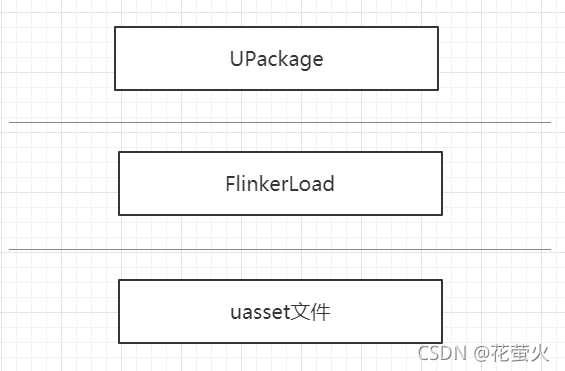 UPackage
FlinkerLoad
uasset文件
CSDN @花萤火